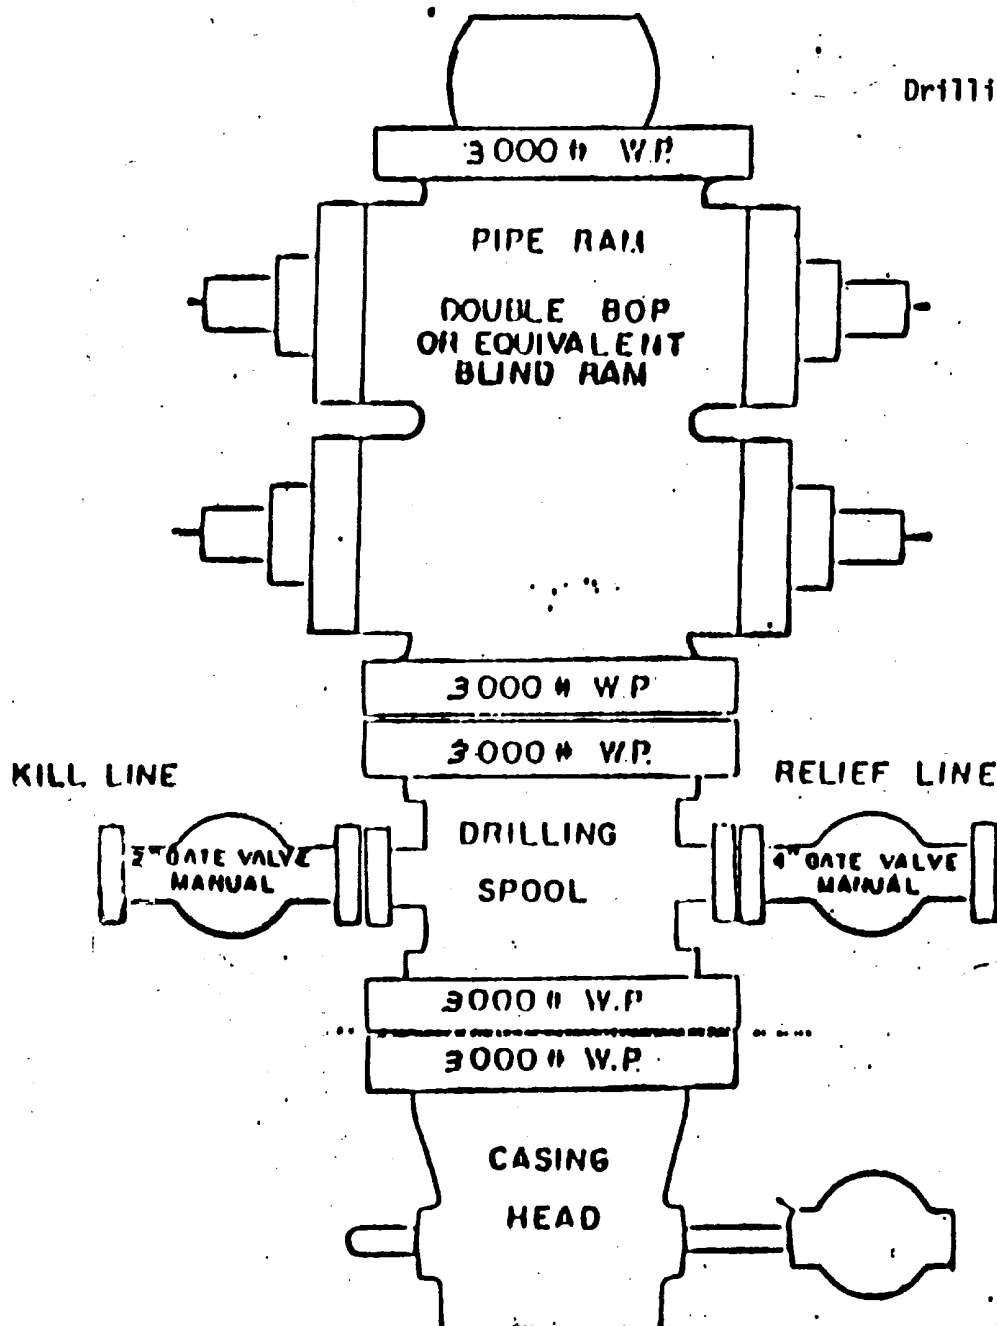 Drilli
3000# W.P.
PIPE RAM
DOUBLE BOP
OR EQUIVALENT
BLIND RAM
3000# W.P
3000# W.P.
KILL LINE
RELIEF LINE
2" GATE VALVE
MANUAL
DRILLING
SPOOL
4" GATE VALVE
MANUAL
3000# W.P
3000# W.P.
CASING
HEAD